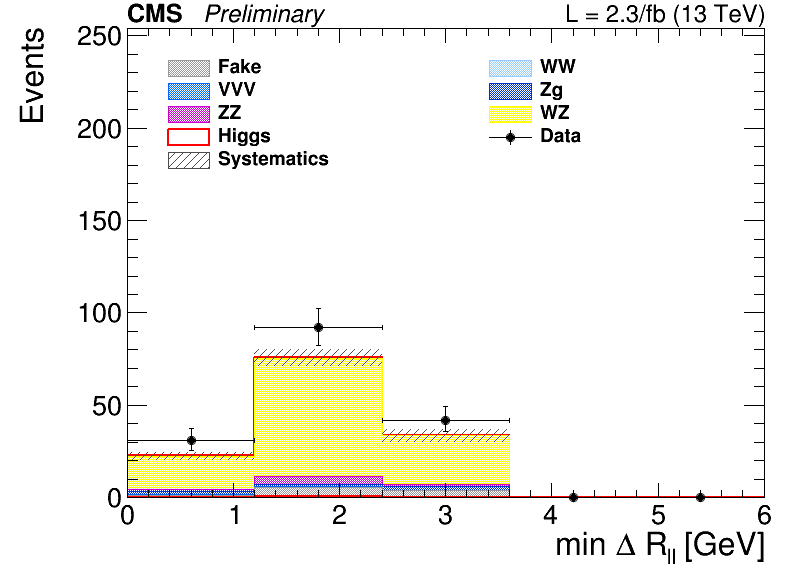 CMS Preliminary L = 2.3/fb (13 TeV)
Events
250
200
150
100
50
0
Fake WW
VVV Zg
ZZ WZ
Higgs Data
Systematics
0 1 2 3 4 5 6
min Δ R_ll [GeV]